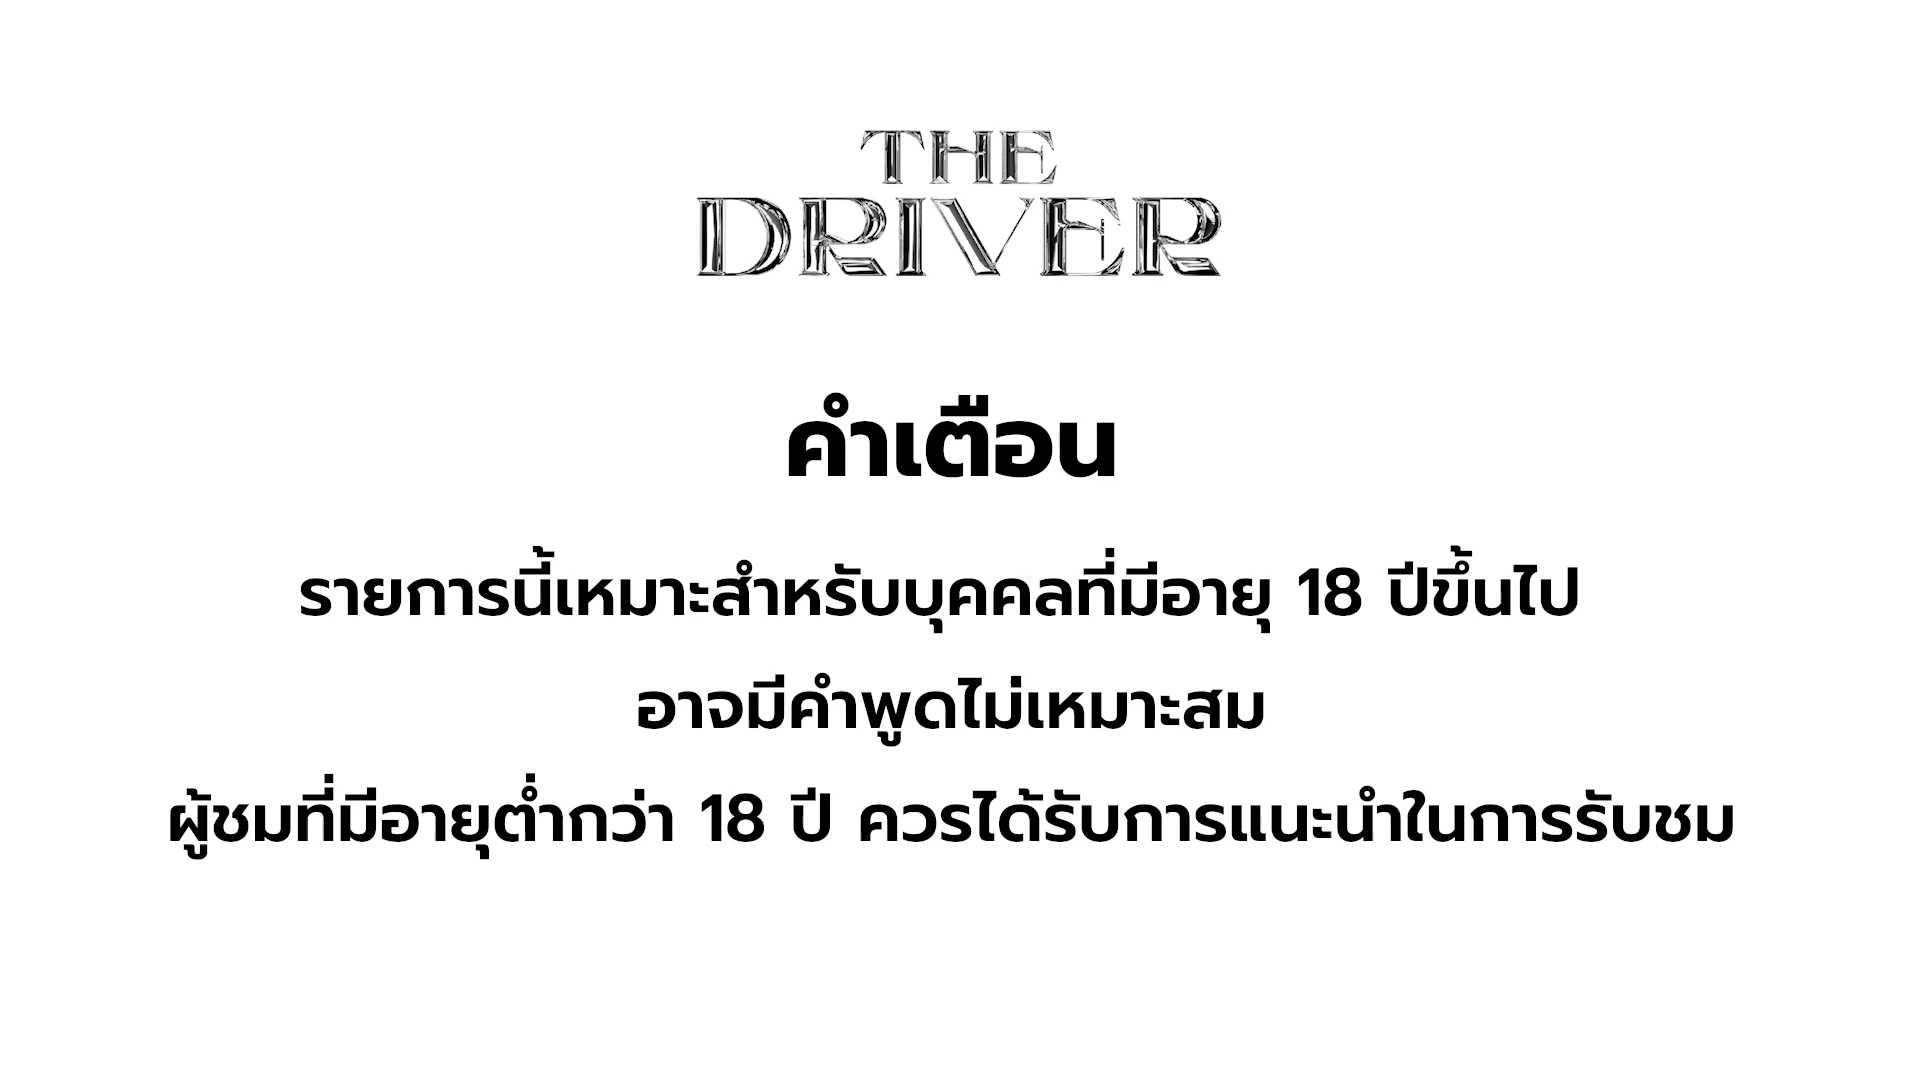 THE
DRIVER
คำเตือน
รายการนี้เหมาะสำหรับบุคคลที่มีอายุ 18 ปีขึ้นไป
อาจมีคำพูดไม่เหมาะสม
ผู้ชมที่มีอายุต่ำกว่า 18 ปี ควรได้รับการแนะนำในการรับชม